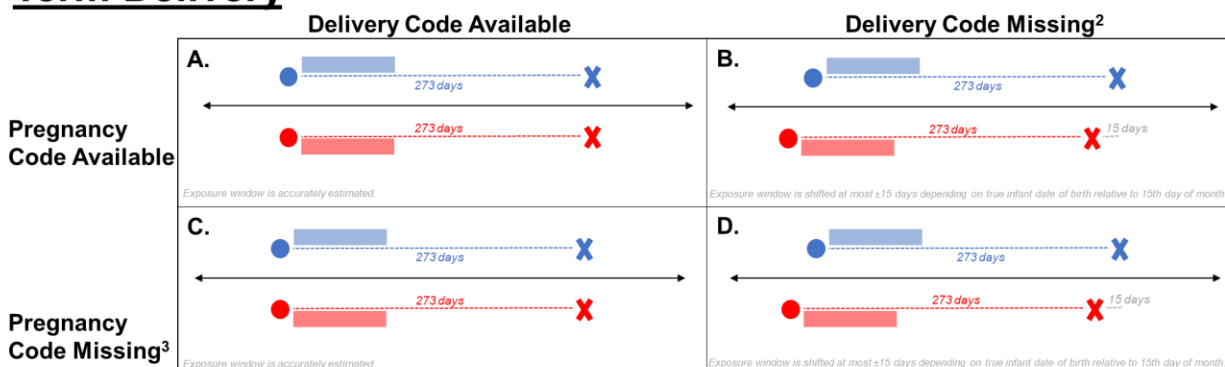 Delivery Code Available
Delivery Code Missing²
A.
273 days
273 days
Exposure window is accurately estimated.
B.
273 days
273 days
15 days
Exposure window is shifted at most ±15 days depending on true infant date of birth relative to 15th day of month.
Pregnancy
Code Available
C.
273 days
273 days
Exposure window is accurately estimated.
D.
273 days
273 days
15 days
Exposure window is shifted at most ±15 days depending on true infant date of birth relative to 15th day of month.
Pregnancy
Code Missing³